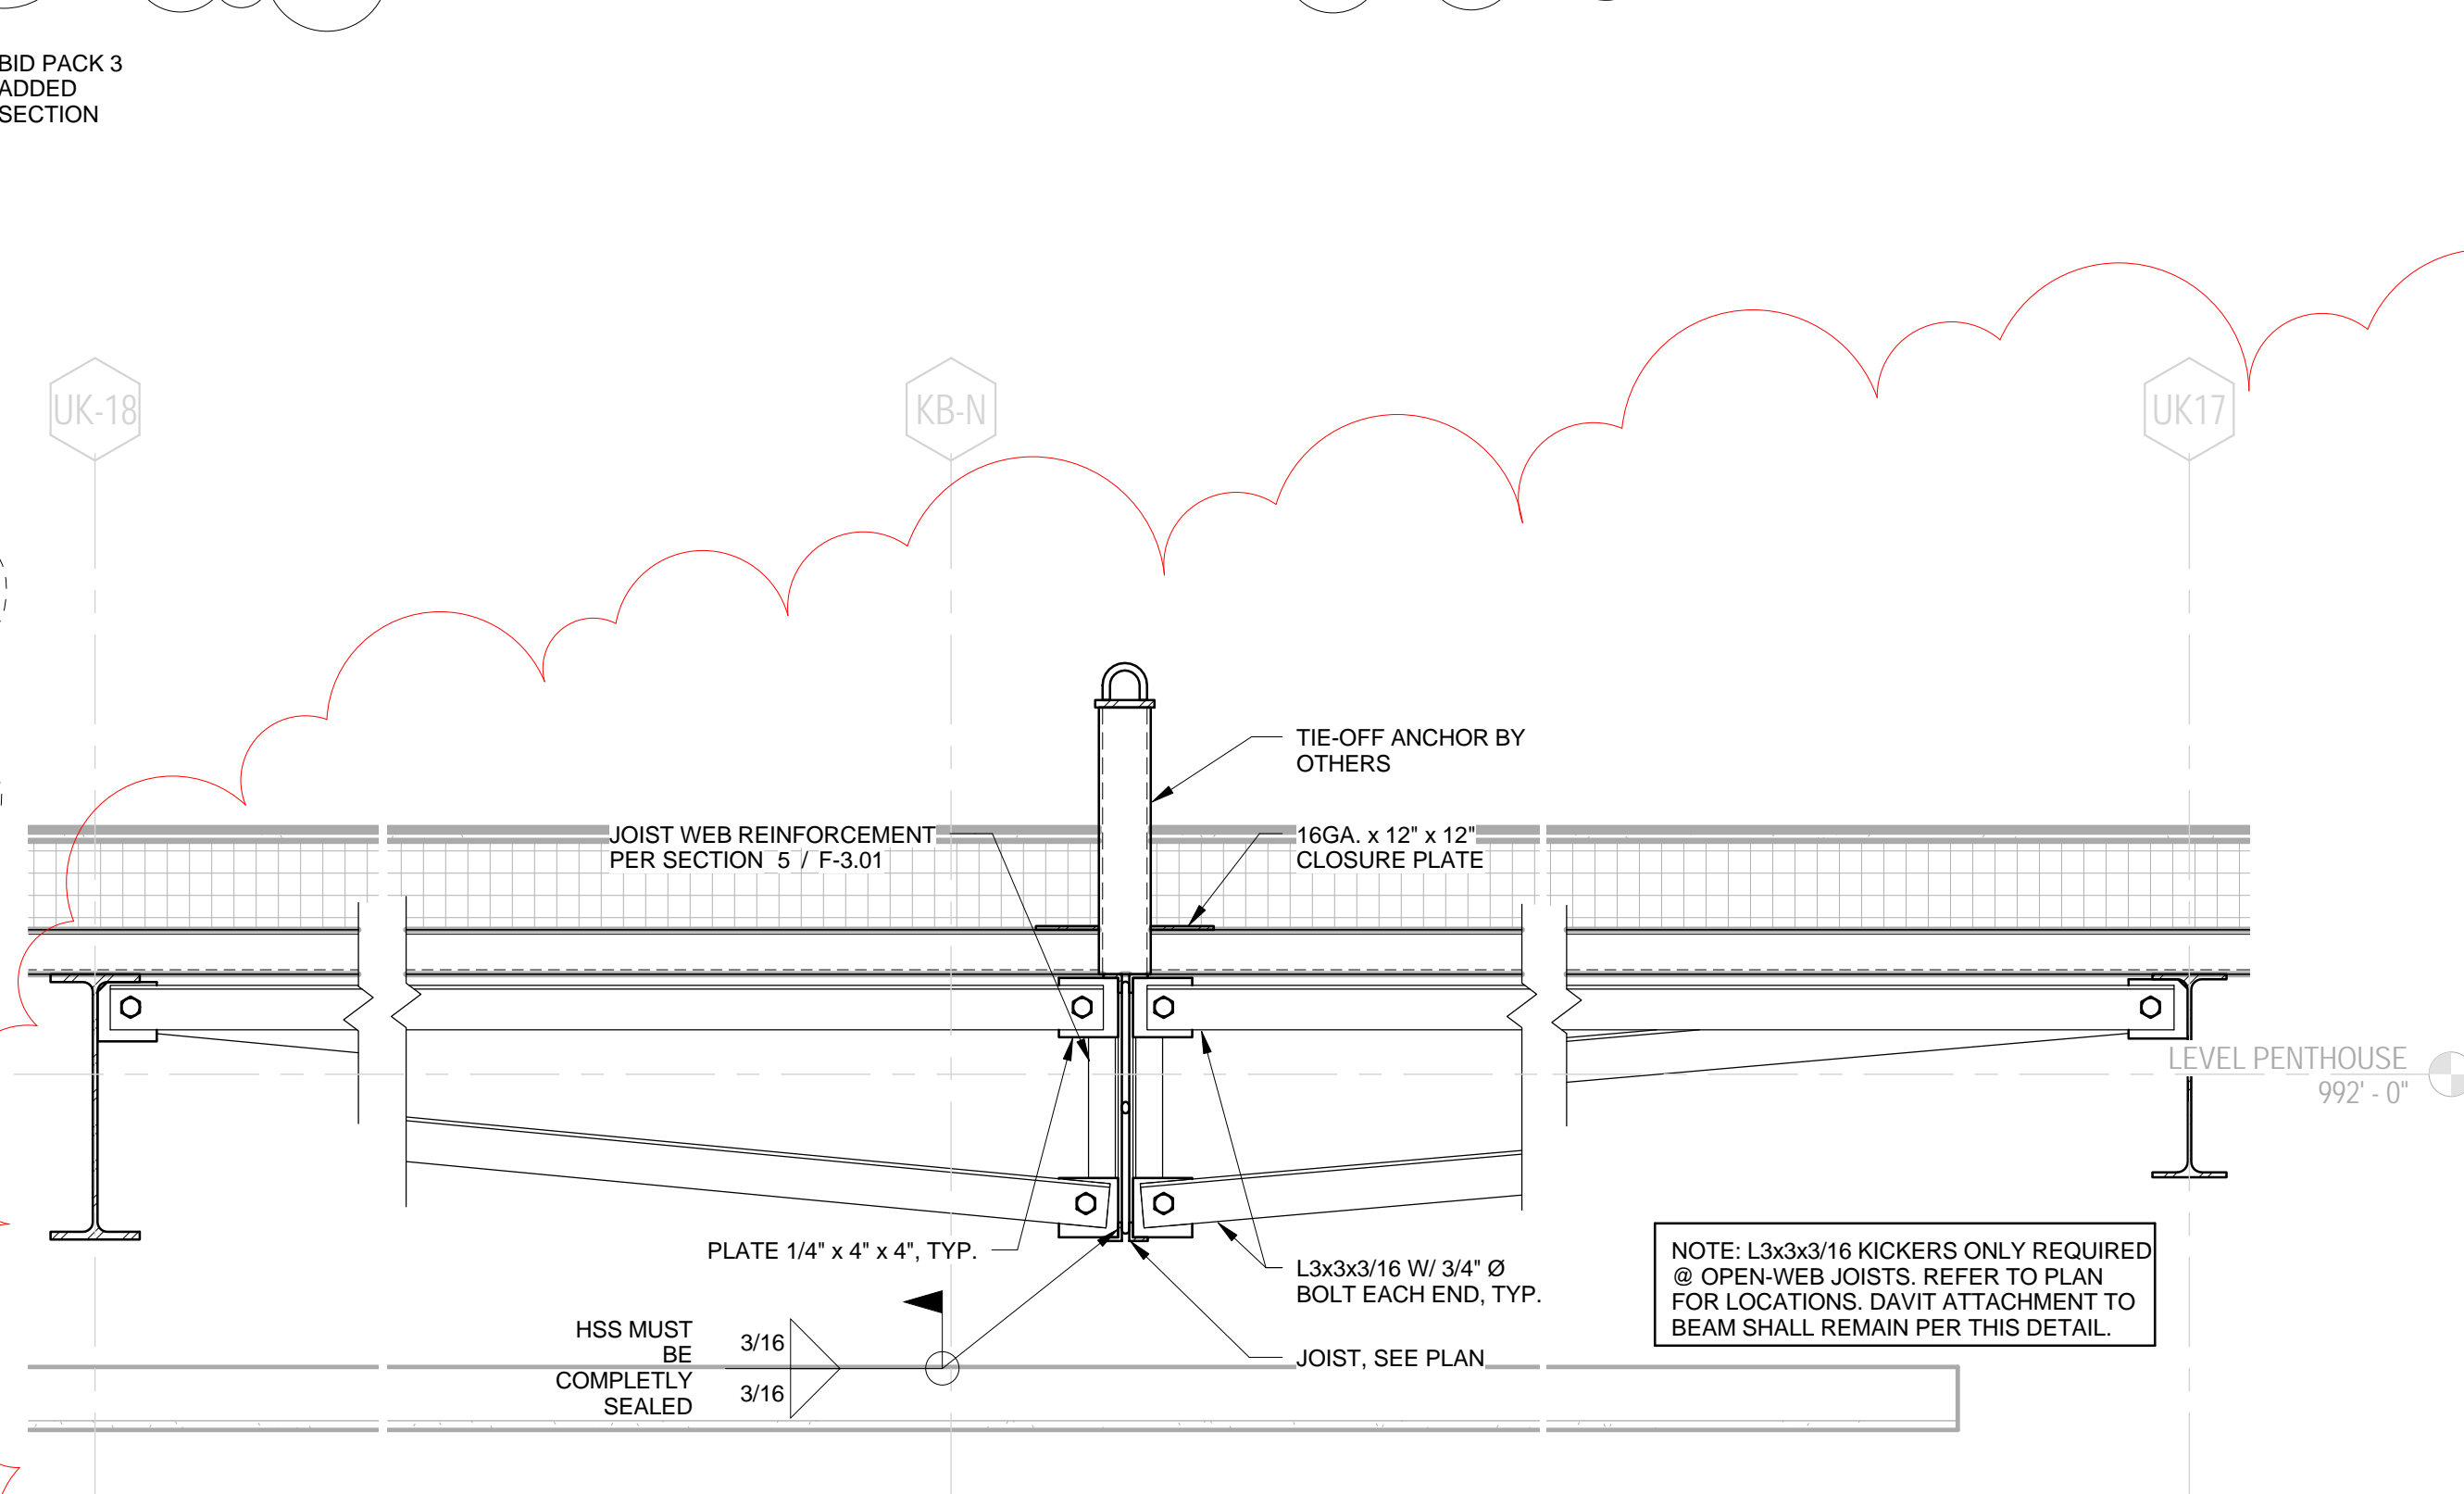 BID PACK 3
ADDED
SECTION
UK-18
KB-N
UK17
TIE-OFF ANCHOR BY
OTHERS
JOIST WEB REINFORCEMENT
PER SECTION 5 / F-3.01
16GA. x 12" x 12"
CLOSURE PLATE
LEVEL PENTHOUSE
992' - 0"
PLATE 1/4" x 4" x 4", TYP.
L3x3x3/16 W/ 3/4" Ø
BOLT EACH END, TYP.
NOTE: L3x3x3/16 KICKERS ONLY REQUIRED
@ OPEN-WEB JOISTS. REFER TO PLAN
FOR LOCATIONS. DAVIT ATTACHMENT TO
BEAM SHALL REMAIN PER THIS DETAIL.
HSS MUST
BE
COMPLETLY
SEALED
3/16
3/16
JOIST, SEE PLAN